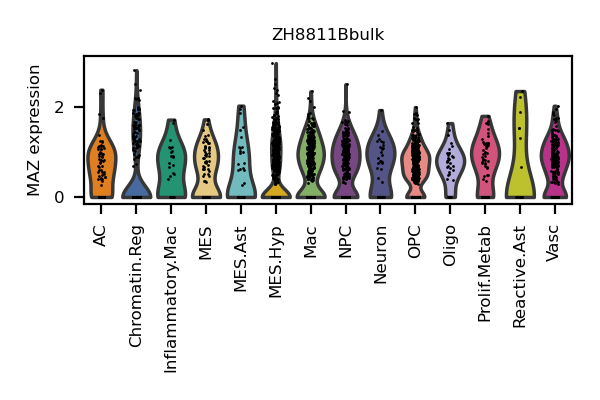 ZH8811Bbulk
MAZ expression
2
0
AC
Chromatin.Reg
Inflammatory.Mac
MES
MES.Ast
MES.Hyp
Mac
NPC
Neuron
OPC
Oligo
Prolif.Metab
Reactive.Ast
Vasc